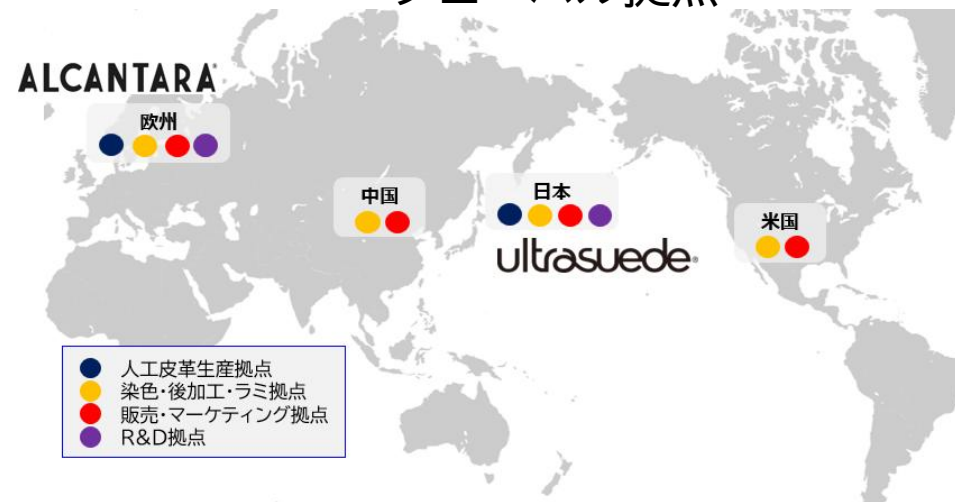 ALCANTARA®
欧州
中国
日本
ultrasuede®
米国
人工皮革生産拠点
染色・後加工・ラミ拠点
販売・マーケティング拠点
R&D拠点